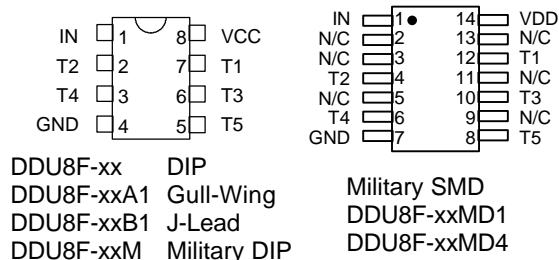 IN 1 8 VCC
T2 2 7 T1
T4 3 6 T3
GND 4 5 T5
DDU8F-xx DIP
DDU8F-xxA1 Gull-Wing
DDU8F-xxB1 J-Lead
DDU8F-xxM Military DIP
IN 1 14 VDD
N/C 2 13 N/C
N/C 3 12 T1
T2 4 11 N/C
N/C 5 10 T3
T4 6 9 N/C
GND 7 8 T5
Military SMD
DDU8F-xxMD1
DDU8F-xxMD4